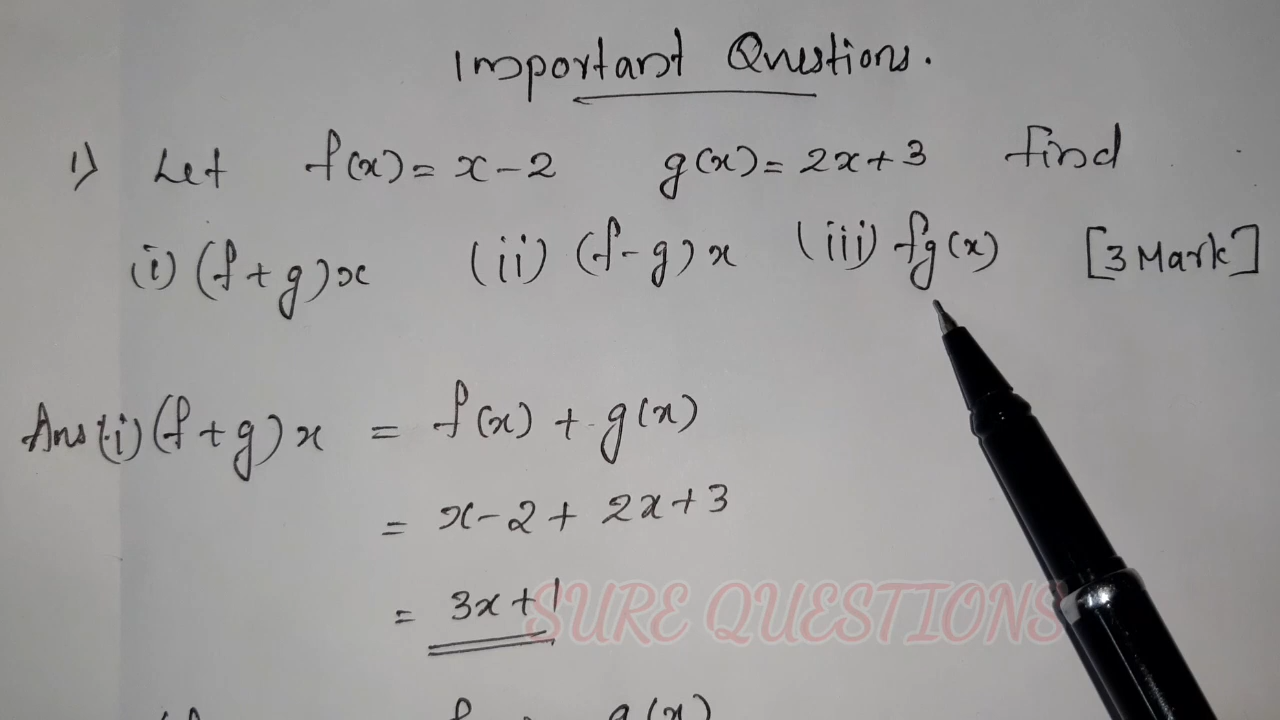 Important Questions.
1) Let f(x) = x-2 g(x) = 2x+3 find
(i) (f+g)x (ii) (f-g)x (iii) fg(x) [3 Mark]
Ans (i) (f+g)x = f(x) + g(x)
= x-2 + 2x+3
= 3x+1
SURE QUESTIONS
g(x)